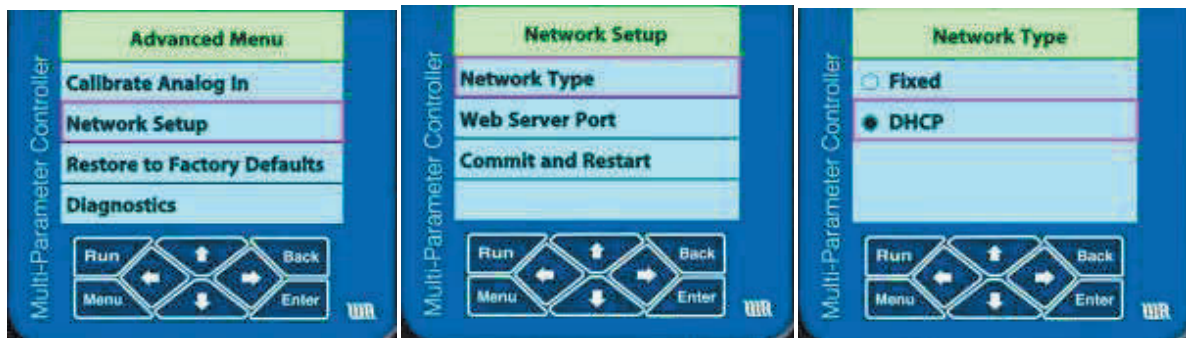 Multi-Parameter Controller
Advanced Menu
Calibrate Analog In
Network Setup
Restore to Factory Defaults
Diagnostics
Run
Back
Menu
Enter
Multi-Parameter Controller
Network Setup
Network Type
Web Server Port
Commit and Restart
Run
Back
Menu
Enter
Multi-Parameter Controller
Network Type
Fixed
DHCP
Run
Back
Menu
Enter